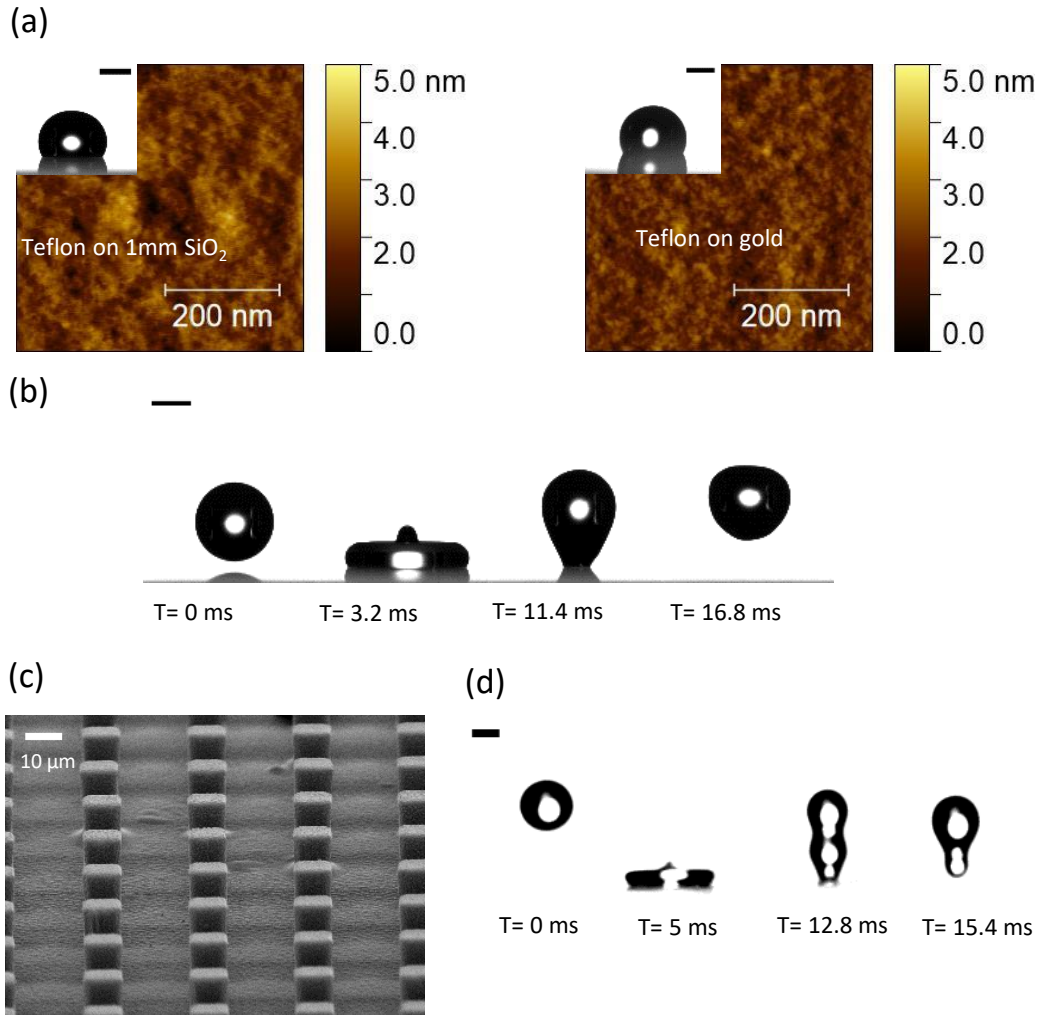 (a)
5.0 nm
4.0
3.0
2.0
0.0
Teflon on 1mm SiO₂
200 nm
5.0 nm
4.0
3.0
2.0
0.0
Teflon on gold
200 nm
(b)
T= 0 ms
T= 3.2 ms
T= 11.4 ms
T= 16.8 ms
(c)
10 µm
(d)
T= 0 ms
T= 5 ms
T= 12.8 ms
T= 15.4 ms